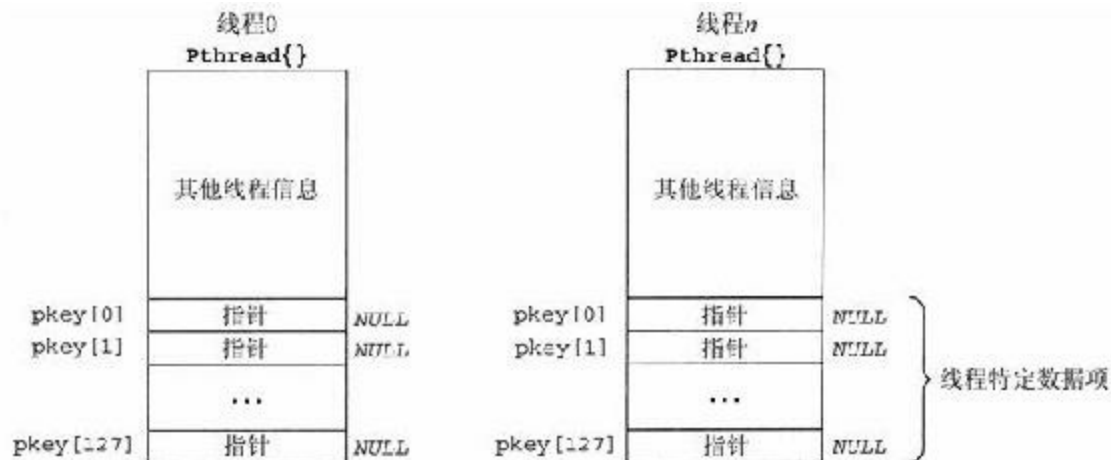 线程0
Pthread{}
其他线程信息
pkey[0] 指针 NULL
pkey[1] 指针 NULL
...
pkey[127] 指针 NULL
线程n
Pthread{}
其他线程信息
pkey[0] 指针 NULL
pkey[1] 指针 NULL
...
pkey[127] 指针 NULL
线程特定数据项